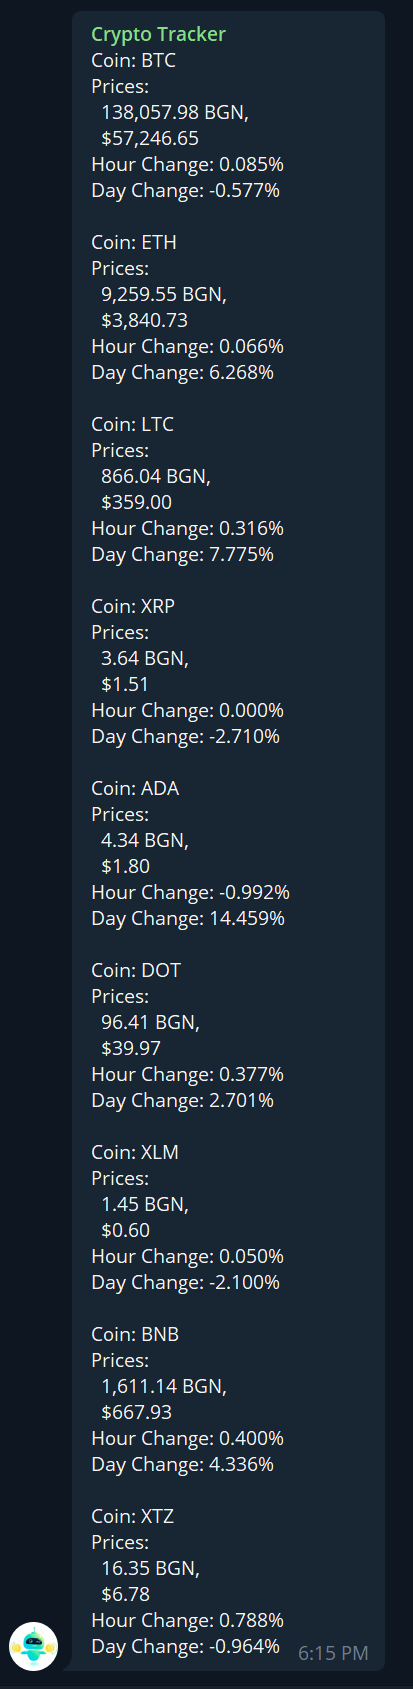 Crypto Tracker
Coin: BTC
Prices:
138,057.98 BGN,
$57,246.65
Hour Change: 0.085%
Day Change: -0.577%
Coin: ETH
Prices:
9,259.55 BGN,
$3,840.73
Hour Change: 0.066%
Day Change: 6.268%
Coin: LTC
Prices:
866.04 BGN,
$359.00
Hour Change: 0.316%
Day Change: 7.775%
Coin: XRP
Prices:
3.64 BGN,
$1.51
Hour Change: 0.000%
Day Change: -2.710%
Coin: ADA
Prices:
4.34 BGN,
$1.80
Hour Change: -0.992%
Day Change: 14.459%
Coin: DOT
Prices:
96.41 BGN,
$39.97
Hour Change: 0.377%
Day Change: 2.701%
Coin: XLM
Prices:
1.45 BGN,
$0.60
Hour Change: 0.050%
Day Change: -2.100%
Coin: BNB
Prices:
1,611.14 BGN,
$667.93
Hour Change: 0.400%
Day Change: 4.336%
Coin: XTZ
Prices:
16.35 BGN,
$6.78
Hour Change: 0.788%
Day Change: -0.964%
6:15 PM